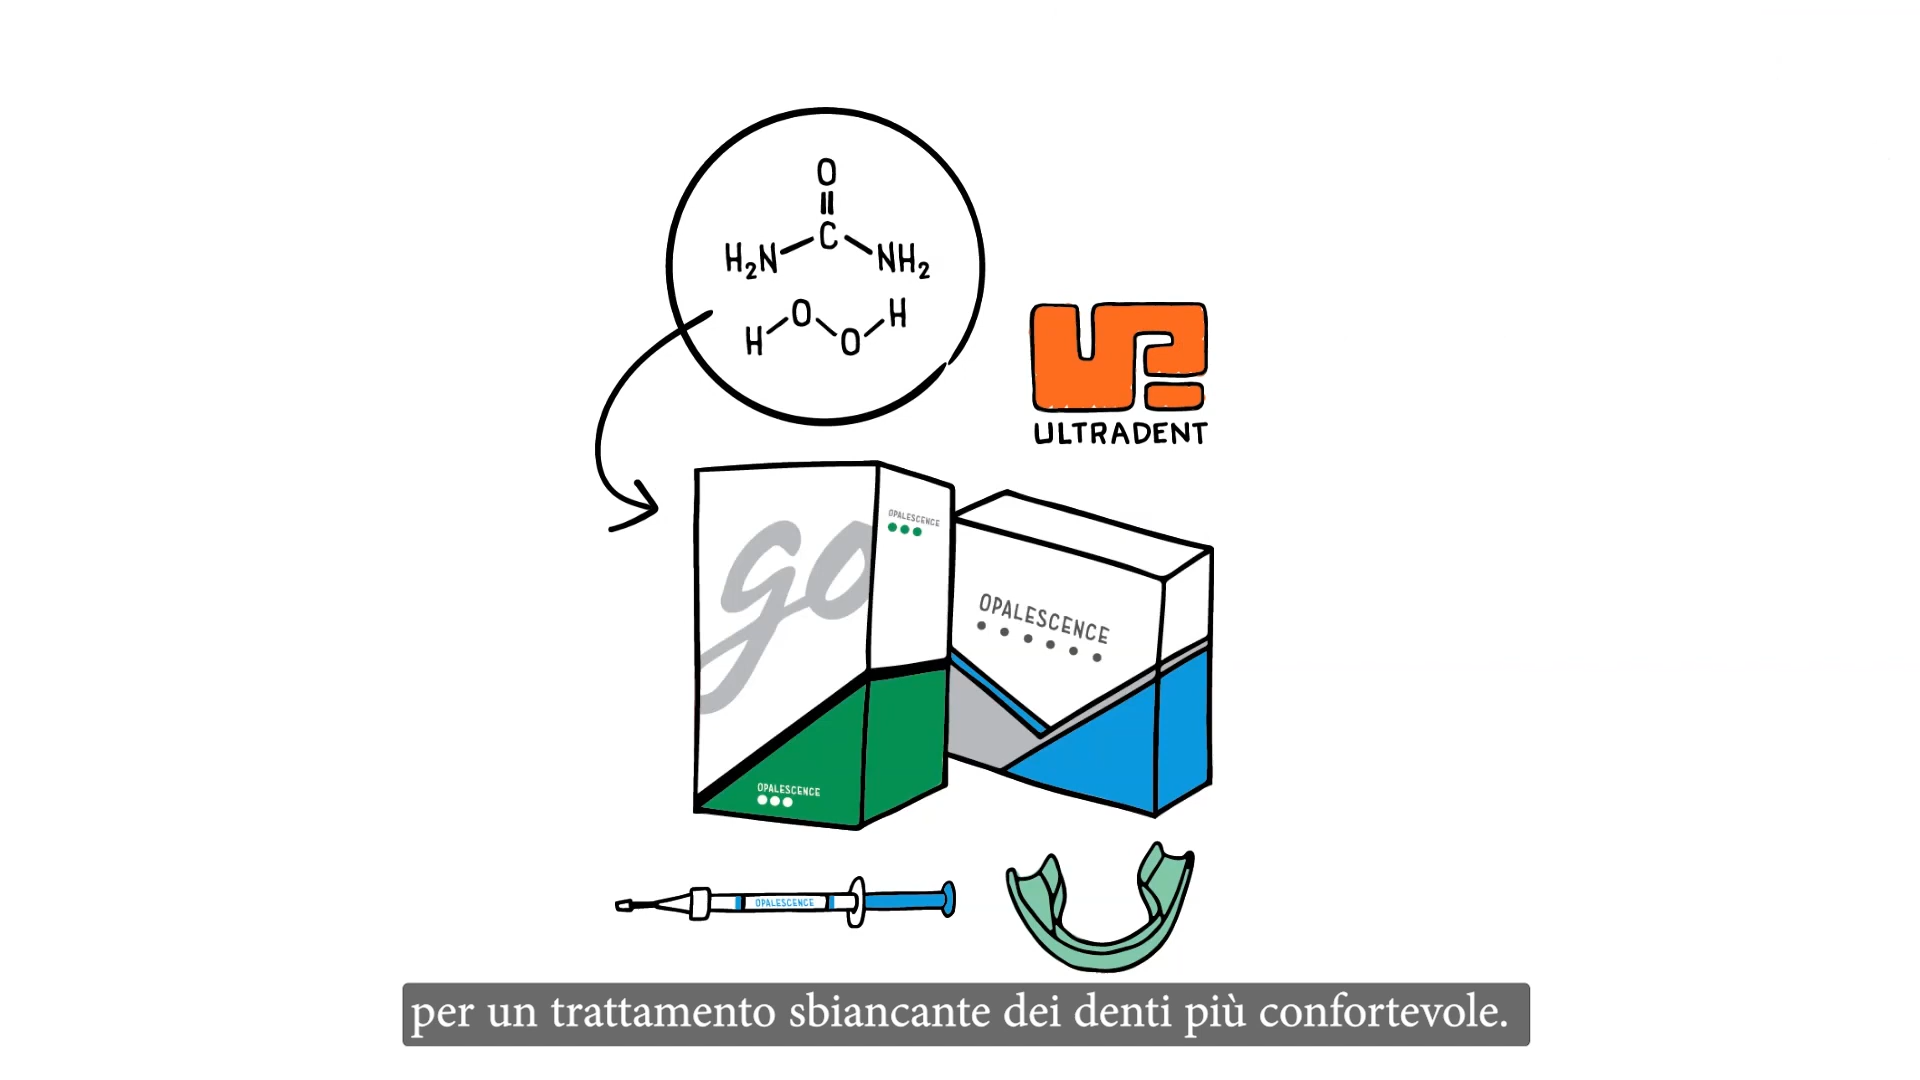 O
C
H₂N NH₂
O H
H O
ULTRADENT
go
OPALESCENCE
OPALESCENCE
OPALESCENCE
OPALESCENCE
per un trattamento sbiancante dei denti più confortevole.